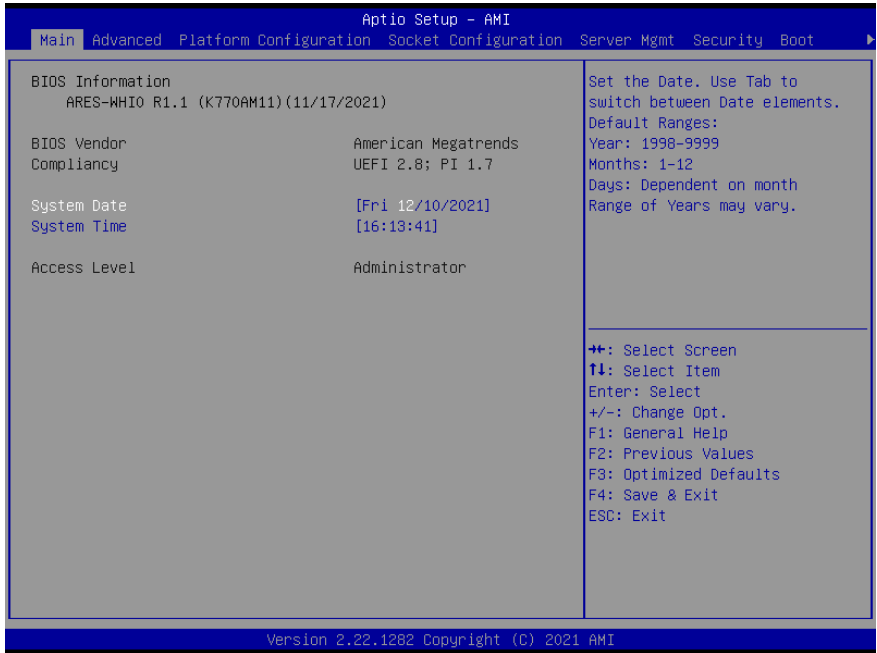 Aptio Setup – AMI
Main Advanced Platform Configuration Socket Configuration Server Mgmt Security Boot
BIOS Information
ARES-WHI0 R1.1 (K770AM11)(11/17/2021)
BIOS Vendor American Megatrends
Compliancy UEFI 2.8; PI 1.7
System Date [Fri 12/10/2021]
System Time [16:13:41]
Access Level Administrator
Set the Date. Use Tab to
switch between Date elements.
Default Ranges:
Year: 1998-9999
Months: 1-12
Days: Dependent on month
Range of Years may vary.
→←: Select Screen
↑↓: Select Item
Enter: Select
+/-: Change Opt.
F1: General Help
F2: Previous Values
F3: Optimized Defaults
F4: Save & Exit
ESC: Exit
Version 2.22.1282 Copyright (C) 2021 AMI